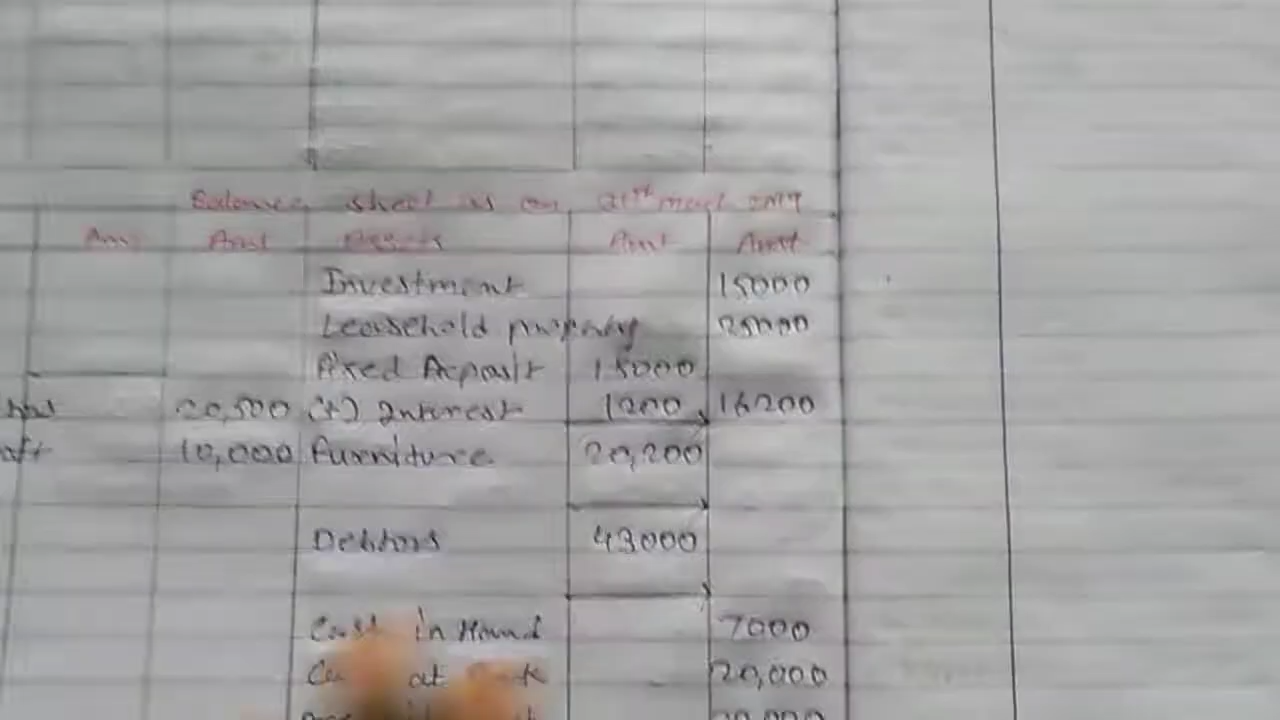 Balance sheet as on 31st march 2019
Amt Amt Assets Amt Amt
Investment 15000
Leasehold property 25000
Fixed Deposit 15000
20,500 (+) Interest 1200 16200
10,000 Furniture 20,200
Debtors 43000
Cash in Hand 7000
at 20,000